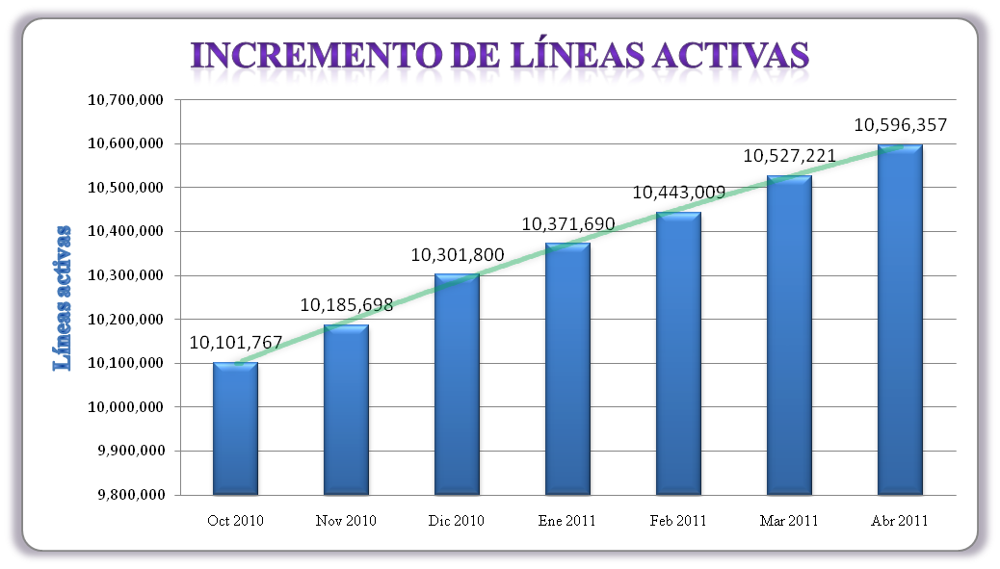 INCREMENTO DE LÍNEAS ACTIVAS
Líneas activas
10,700,000
10,600,000
10,500,000
10,400,000
10,300,000
10,200,000
10,100,000
10,000,000
9,900,000
9,800,000
10,101,767
10,185,698
10,301,800
10,371,690
10,443,009
10,527,221
10,596,357
Oct 2010
Nov 2010
Dic 2010
Ene 2011
Feb 2011
Mar 2011
Abr 2011